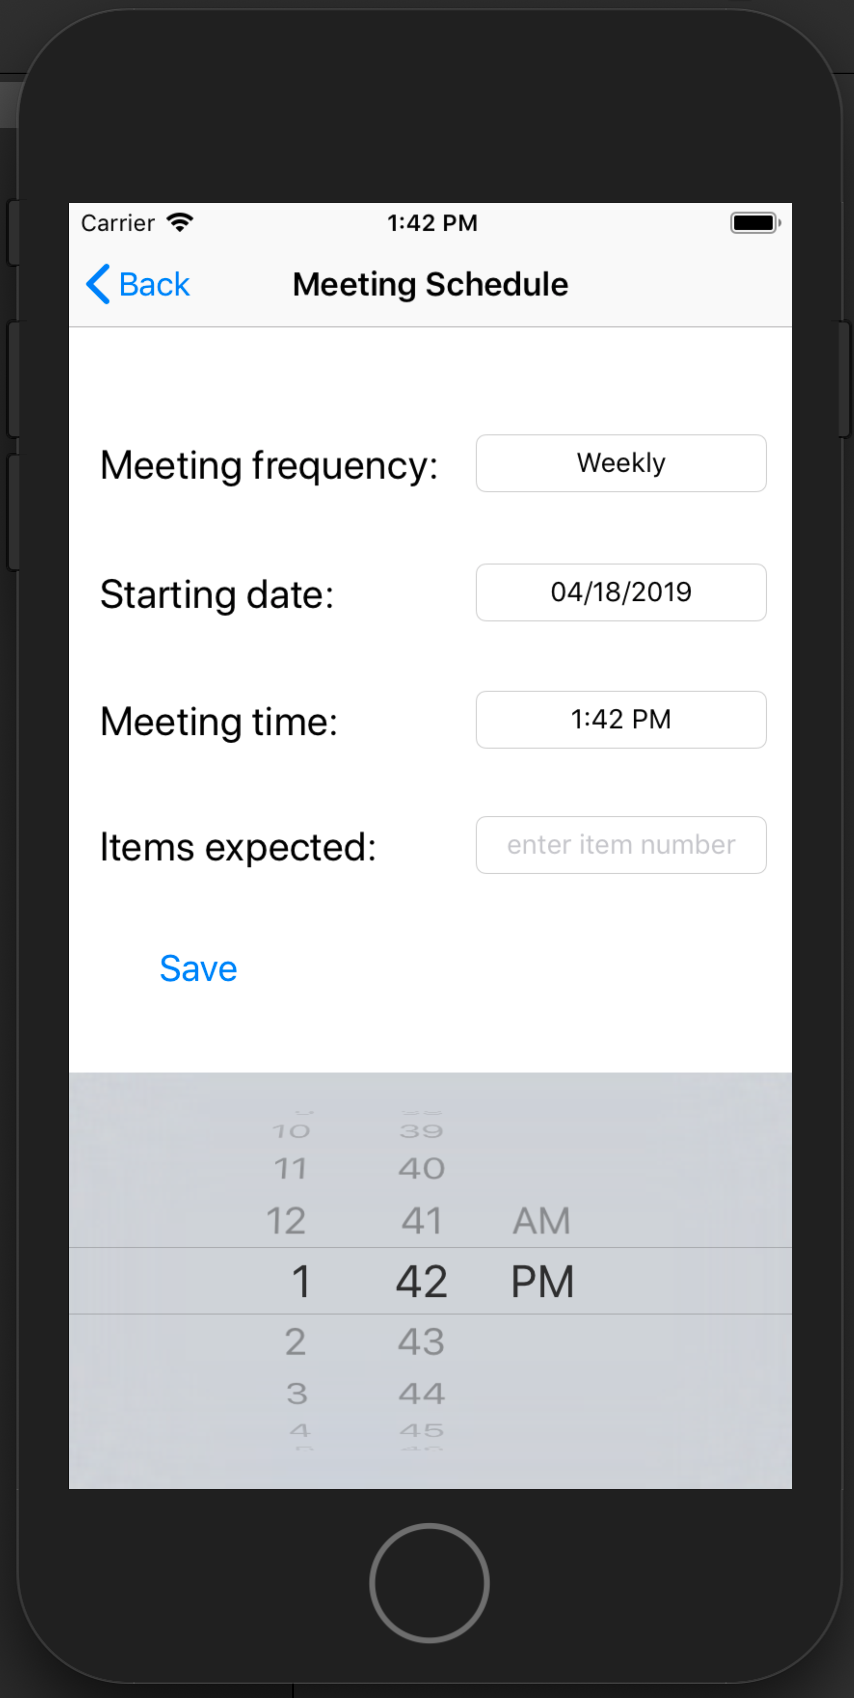 Carrier 1:42 PM
Back Meeting Schedule
Meeting frequency: Weekly
Starting date: 04/18/2019
Meeting time: 1:42 PM
Items expected: enter item number
Save
10 39
11 40
12 41 AM
1 42 PM
2 43
3 44
4 45